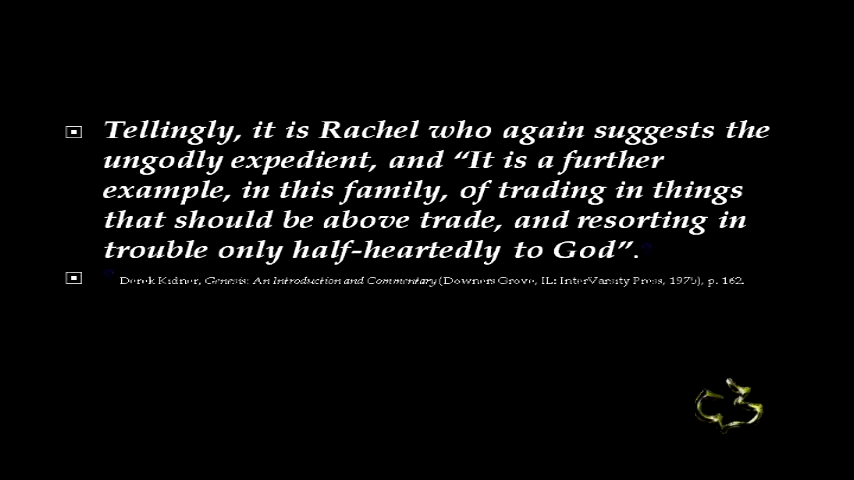 Tellingly, it is Rachel who again suggests the
ungodly expedient, and “It is a further
example, in this family, of trading in things
that should be above trade, and resorting in
trouble only half-heartedly to God”.
Derek Kidner, Genesis: An Introduction and Commentary (Downers Grove, IL: InterVarsity Press, 1975), p. 162.